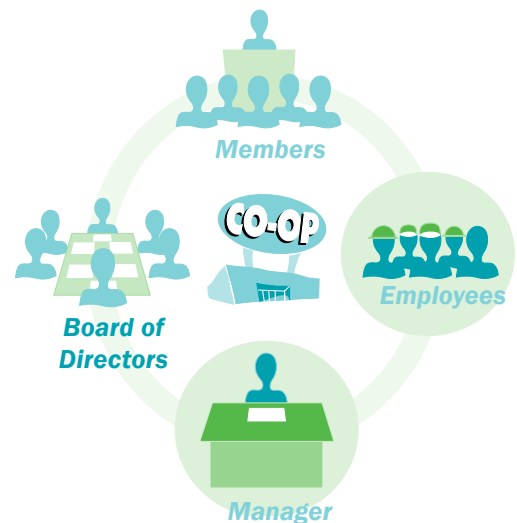 Members
CO-OP
Employees
Board of
Directors
Manager